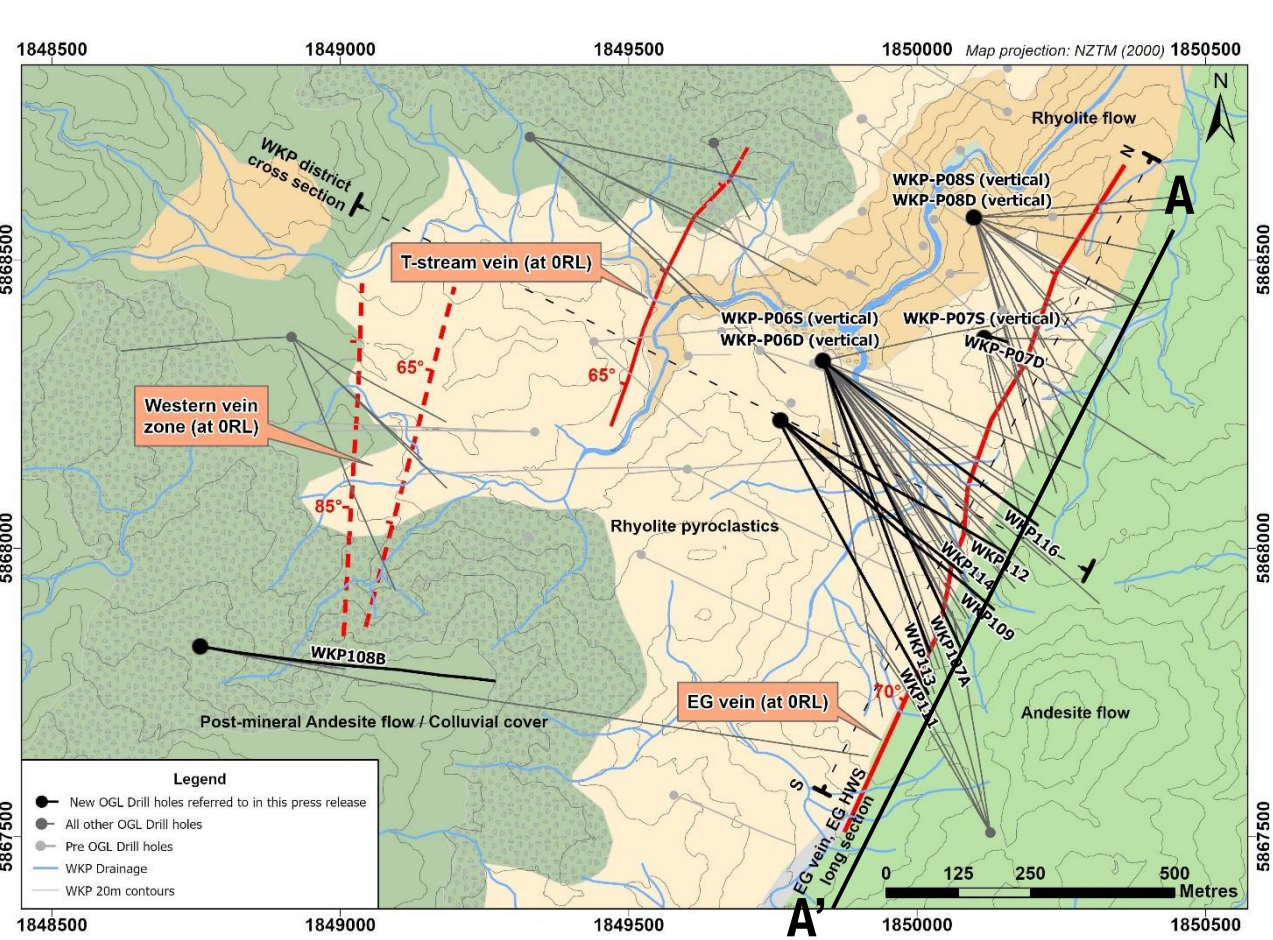 1848500 1849000 1849500 1850000 Map projection: NZTM (2000) 1850500
N
Rhyolite flow
WKP district
cross section
N
A
WKP-P08S (vertical)
WKP-P08D (vertical)
5868500
5868500
T-stream vein (at 0RL)
WKP-P06S (vertical)
WKP-P06D (vertical)
WKP-P07S (vertical)
WKP-P07D
65°
65°
Western vein
zone (at 0RL)
85°
Rhyolite pyroclastics
5868000
5868000
WKP116
WKP112
WKP114
WKP109
WKP107A
WKP113
WKP111
WKP108B
70°
EG vein (at 0RL)
Andesite flow
Post-mineral Andesite flow / Colluvial cover
S
EG vein, EG HWS
long section
5867500
5867500
Legend
New OGL Drill holes referred to in this press release
All other OGL Drill holes
Pre OGL Drill holes
WKP Drainage
WKP 20m contours
0 125 250 500
Metres
A'
1848500 1849000 1849500 1850000 1850500